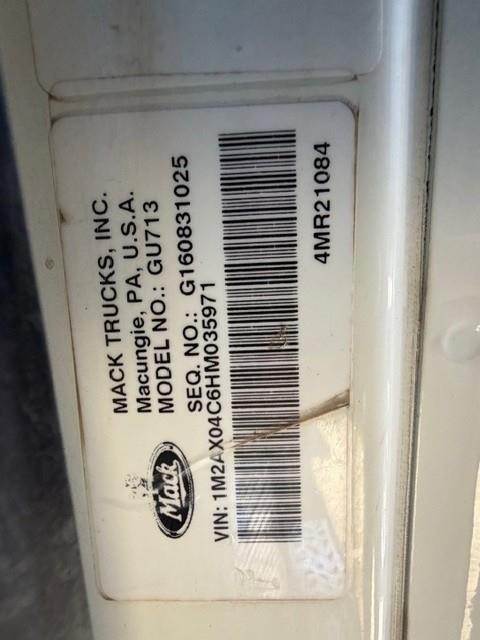 MACK TRUCKS, INC.
Macungie, PA, U.S.A.
MODEL NO.: GU713
SEQ. NO.: G160831025
Mack
VIN: 1M2AX04C6HM035971
4MR21084